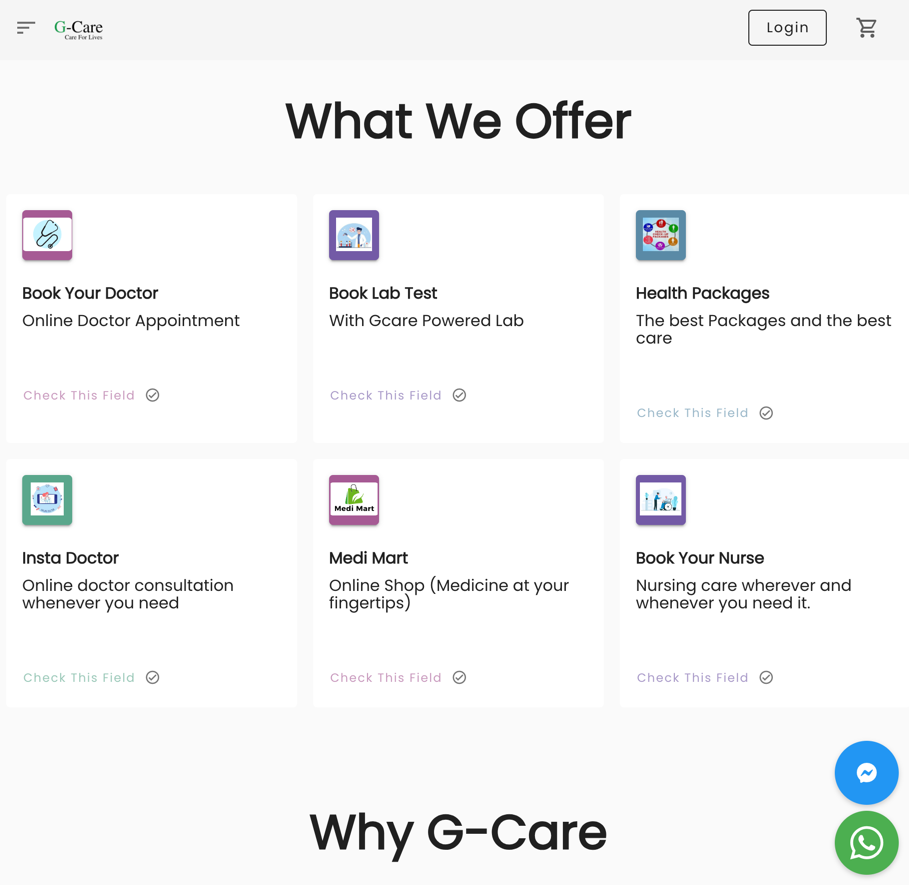 G-Care
Care For Lives
Login
What We Offer
Book Your Doctor
Online Doctor Appointment
Check This Field
Book Lab Test
With Gcare Powered Lab
Check This Field
Health Packages
The best Packages and the best
care
Check This Field
Insta Doctor
Online doctor consultation
whenever you need
Check This Field
Medi Mart
Medi Mart
Online Shop (Medicine at your
fingertips)
Check This Field
Book Your Nurse
Nursing care wherever and
whenever you need it.
Check This Field
Why G-Care